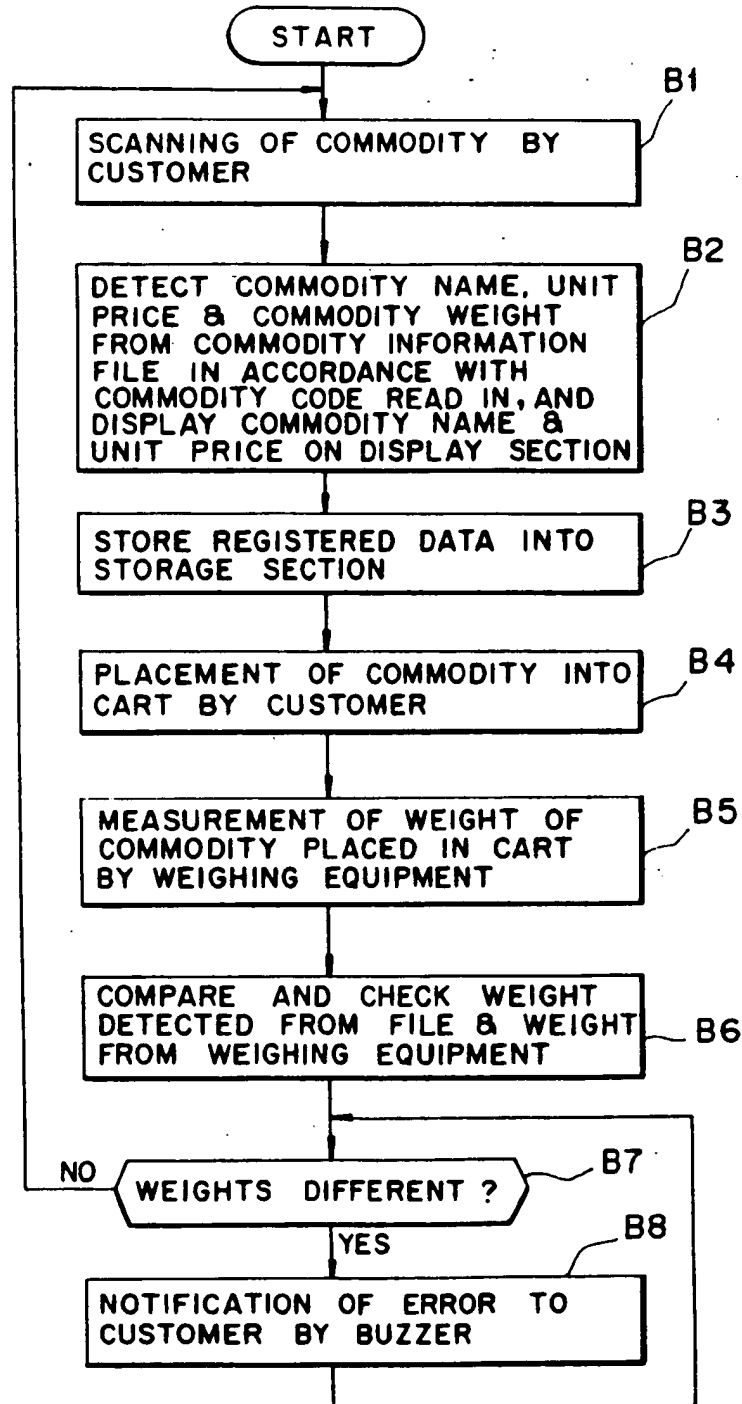 START
B1
SCANNING OF COMMODITY BY
CUSTOMER
B2
DETECT COMMODITY NAME, UNIT
PRICE & COMMODITY WEIGHT
FROM COMMODITY INFORMATION
FILE IN ACCORDANCE WITH
COMMODITY CODE READ IN, AND
DISPLAY COMMODITY NAME &
UNIT PRICE ON DISPLAY SECTION
B3
STORE REGISTERED DATA INTO
STORAGE SECTION
B4
PLACEMENT OF COMMODITY INTO
CART BY CUSTOMER
B5
MEASUREMENT OF WEIGHT OF
COMMODITY PLACED IN CART
BY WEIGHING EQUIPMENT
COMPARE AND CHECK WEIGHT
DETECTED FROM FILE & WEIGHT
FROM WEIGHING EQUIPMENT
B6
NO
WEIGHTS DIFFERENT ?
B7
YES
B8
NOTIFICATION OF ERROR TO
CUSTOMER BY BUZZER